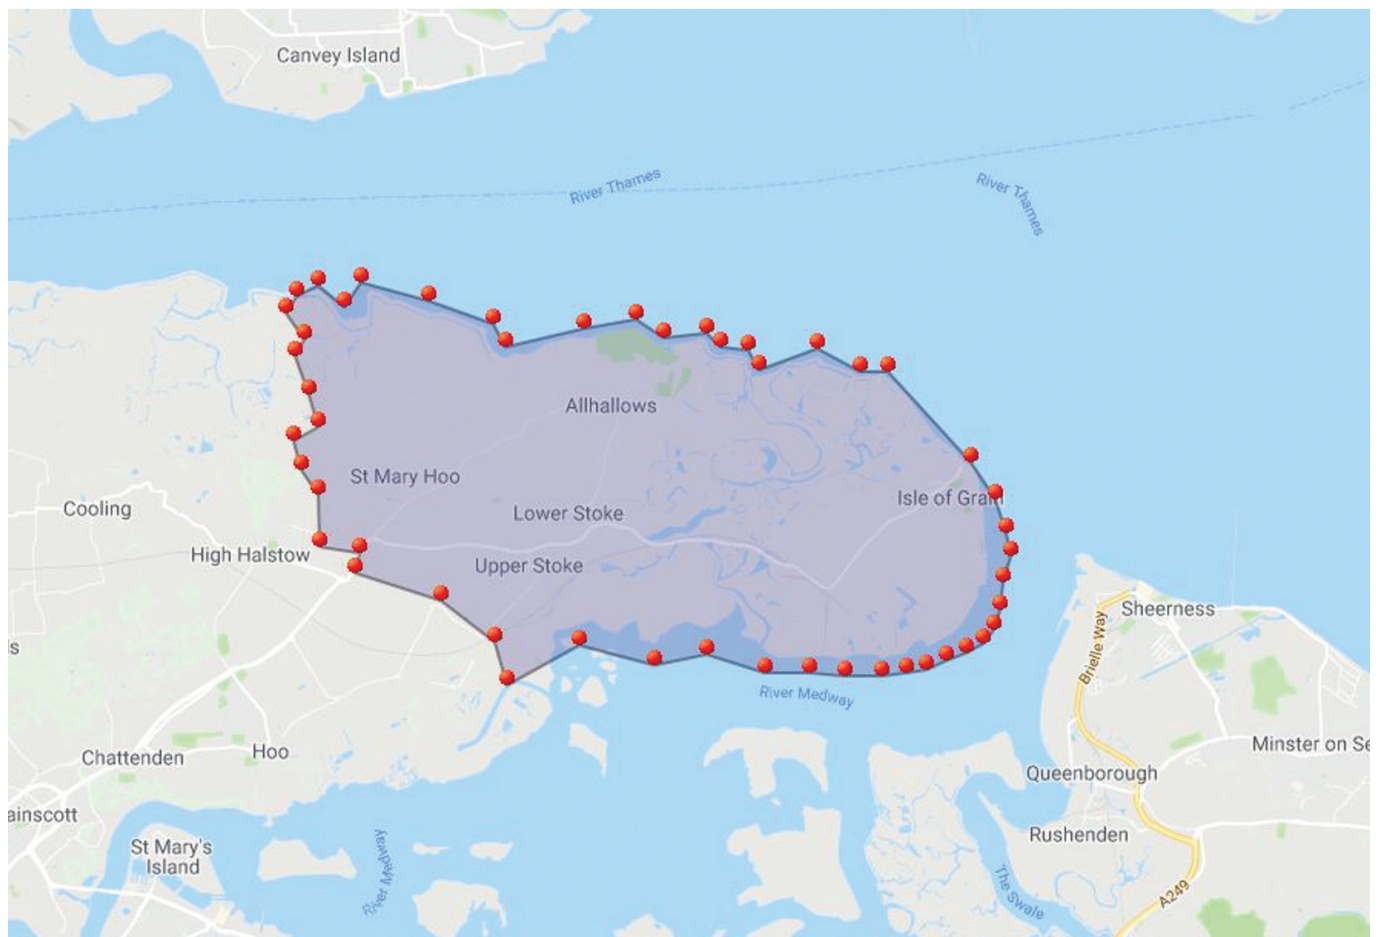 Canvey Island
River Thames
River Thames
Allhallows
St Mary Hoo
Isle of Grain
Cooling
Lower Stoke
High Halstow
Upper Stoke
Sheerness
Brielle Way
s
River Medway
Hoo
Chattenden
Minster on Se
Queenborough
ainscott
Rushenden
St Mary's
Island
River Medway
The Swale
A249